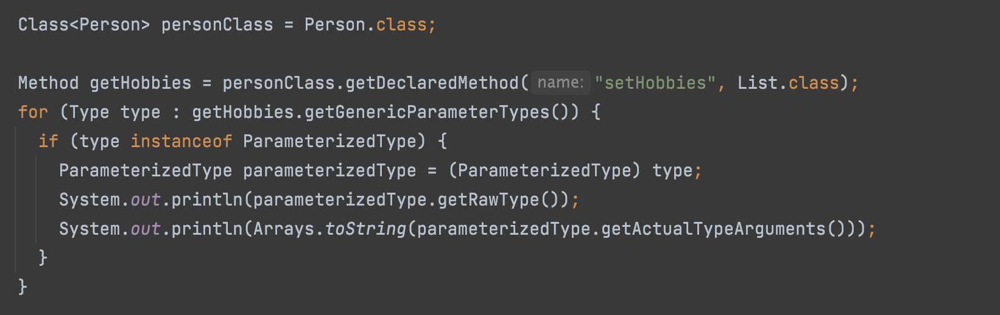 Class<Person> personClass = Person.class;
Method getHobbies = personClass.getDeclaredMethod( name: "setHobbies", List.class);
for (Type type : getHobbies.getGenericParameterTypes()) {
if (type instanceof ParameterizedType) {
ParameterizedType parameterizedType = (ParameterizedType) type;
System.out.println(parameterizedType.getRawType());
System.out.println(Arrays.toString(parameterizedType.getActualTypeArguments()));
}
}